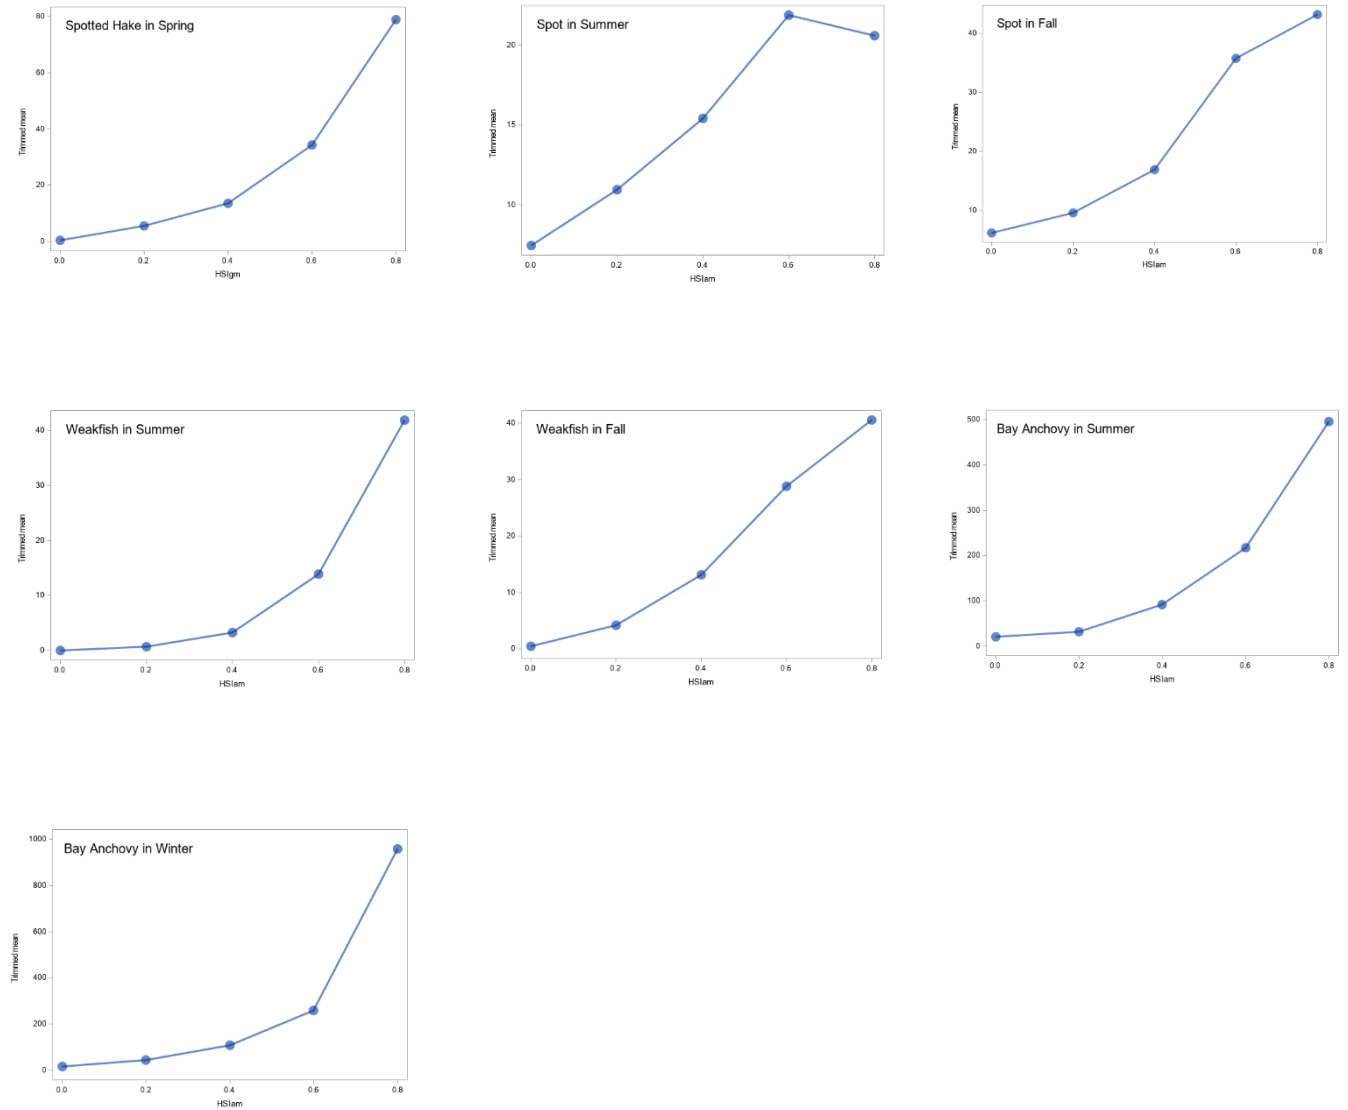 Spotted Hake in Spring
80
60
40
20
0
Trimmed mean
0.0 0.2 0.4 0.6 0.8
HSIgm
Spot in Summer
20
15
10
Trimmed mean
0.0 0.2 0.4 0.6 0.8
HSIam
Spot in Fall
40
30
20
10
Trimmed mean
0.0 0.2 0.4 0.6 0.8
HSIam
Weakfish in Summer
40
30
20
10
0
Trimmed mean
0.0 0.2 0.4 0.6 0.8
HSIam
Weakfish in Fall
40
30
20
10
0
Trimmed mean
0.0 0.2 0.4 0.6 0.8
HSIam
Bay Anchovy in Summer
500
400
300
200
100
0
Trimmed mean
0.0 0.2 0.4 0.6 0.8
HSIam
Bay Anchovy in Winter
1000
800
600
400
200
0
Trimmed mean
0.0 0.2 0.4 0.6 0.8
HSIam